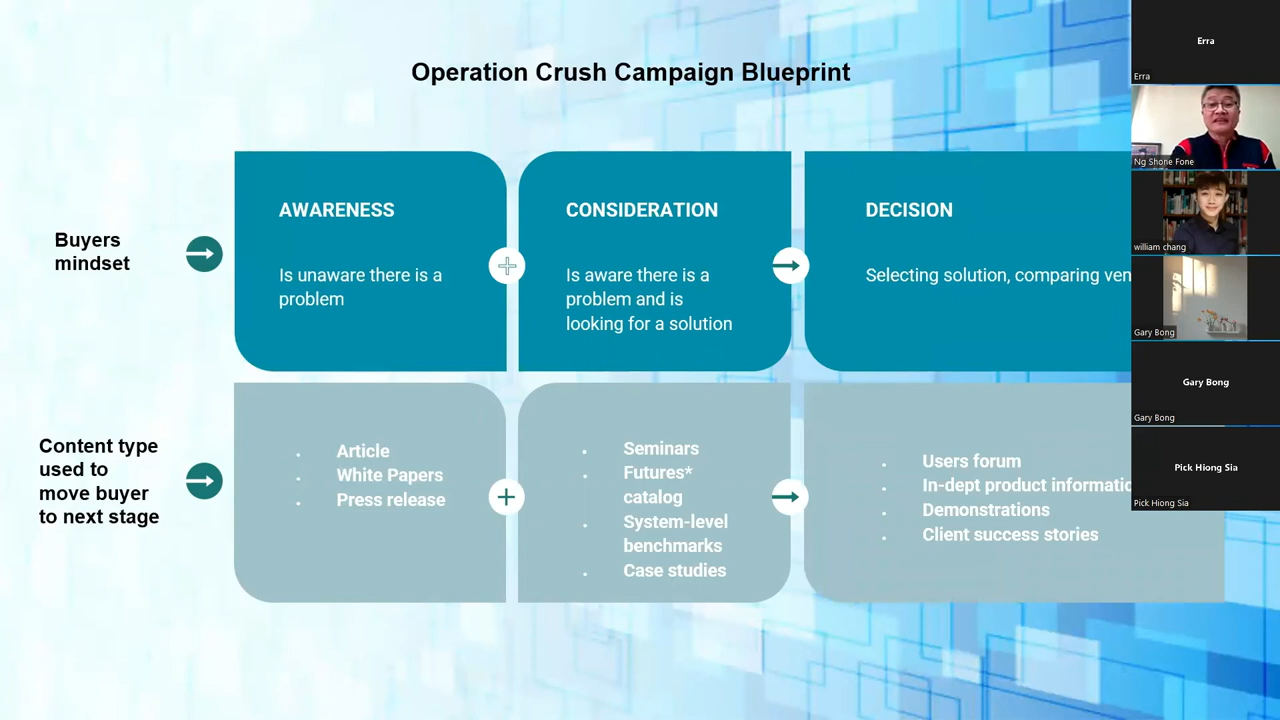 Operation Crush Campaign Blueprint
Buyers
mindset
AWARENESS
Is unaware there is a
problem
CONSIDERATION
Is aware there is a
problem and is
looking for a solution
DECISION
Selecting solution, comparing
Content type
used to
move buyer
to next stage
Article
White Papers
Press release
Seminars
Futures*
catalog
System-level
benchmarks
Case studies
Users forum
In-dept product
Demonstrations
Client success stories
Erra
Erra
Ng Shone Fone
william chang
Gary Bong
Gary Bong
Gary Bong
Pick Hiong Sia
Pick Hiong Sia